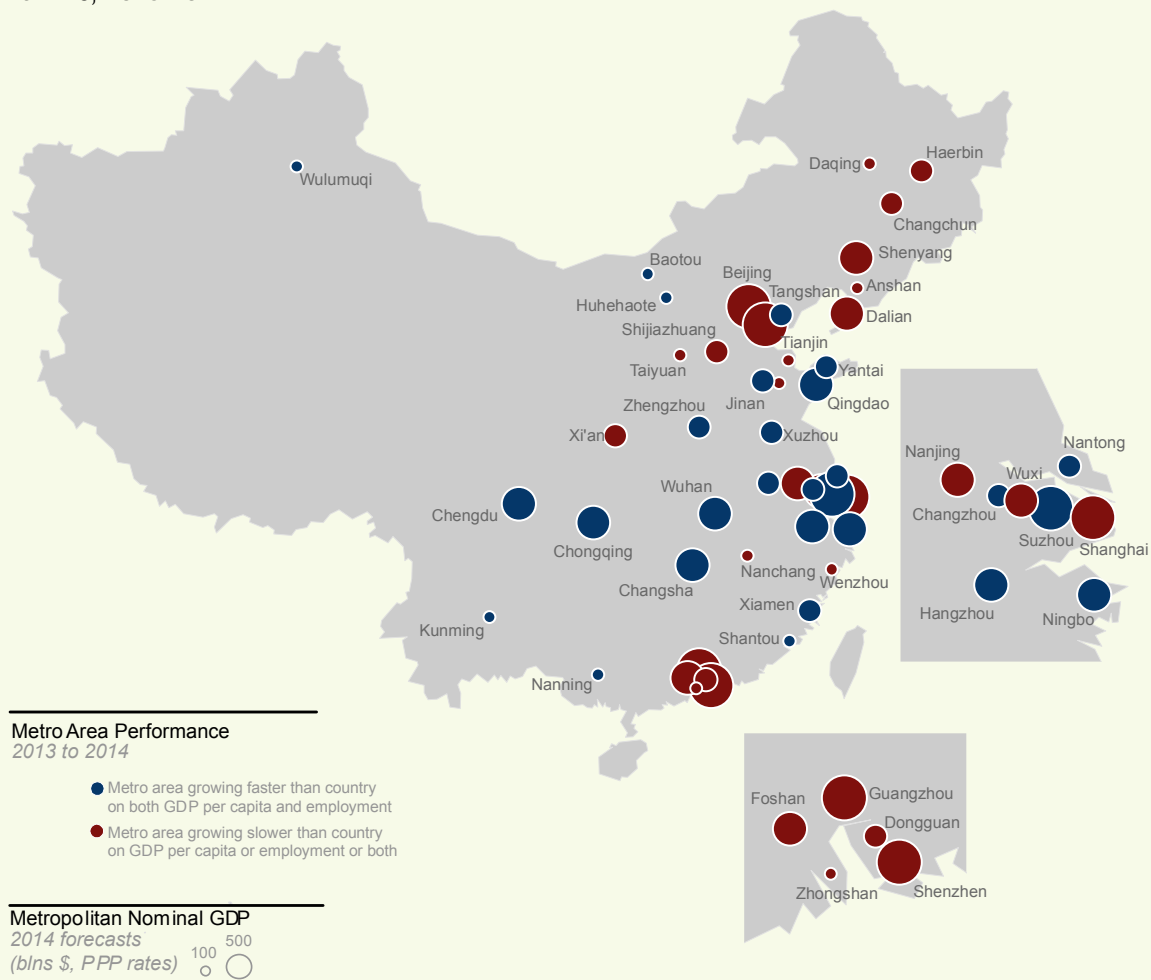 Wulumuqi
Daqing
Haerbin
Changchun
Shenyang
Baotou
Beijing
Tangshan
Anshan
Huhehaote
Dalian
Shijiazhuang
Tianjin
Taiyuan
Yantai
Jinan
Qingdao
Zhengzhou
Xi'an
Xuzhou
Nantong
Nanjing
Wuxi
Wuhan
Chengdu
Changzhou
Suzhou
Shanghai
Chongqing
Nanchang
Wenzhou
Changsha
Xiamen
Hangzhou
Ningbo
Kunming
Shantou
Nanning
Metro Area Performance
2013 to 2014
Metro area growing faster than country
on both GDP per capita and employment
Metro area growing slower than country
on GDP per capita or employment or both
Foshan
Guangzhou
Dongguan
Zhongshan
Shenzhen
Metropolitan Nominal GDP
2014 forecasts
(blns $, PPP rates)
100
500